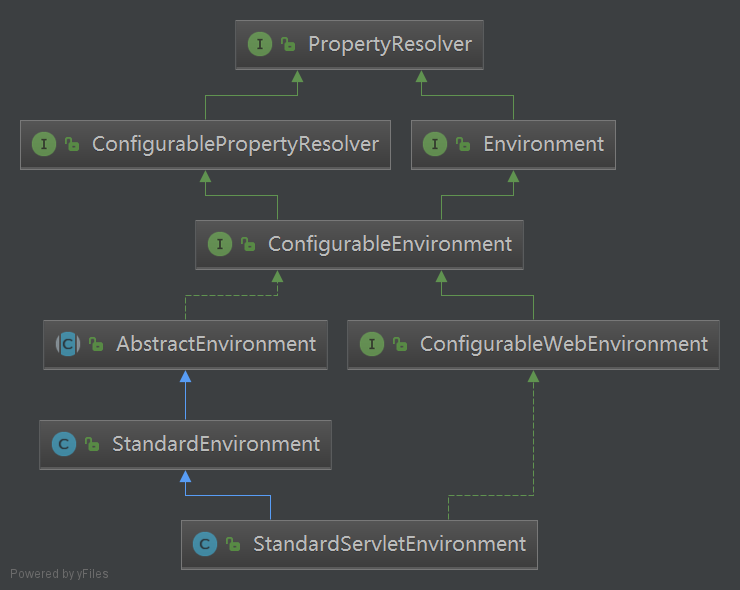 I PropertyResolver
I ConfigurablePropertyResolver
I Environment
I ConfigurableEnvironment
C AbstractEnvironment
I ConfigurableWebEnvironment
C StandardEnvironment
C StandardServletEnvironment
Powered by yFiles